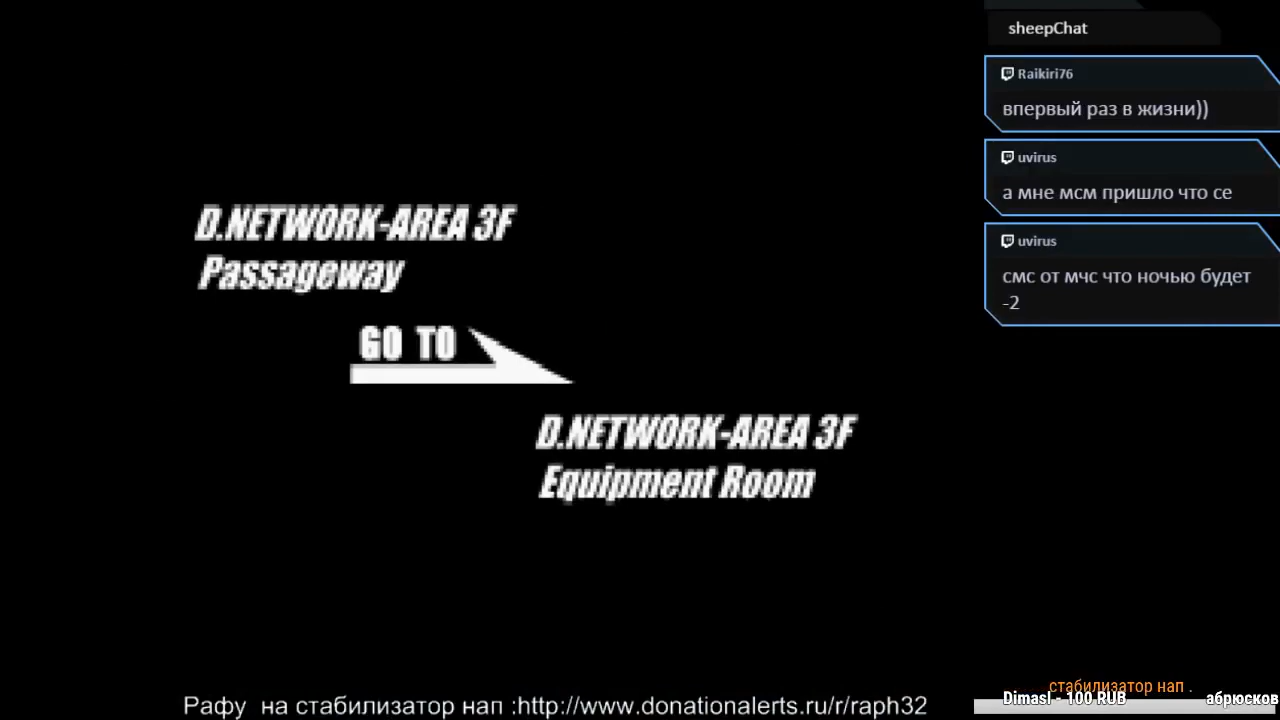 sheepChat
Raikiri76
впервый раз в жизни))
uvirus
а мне мсм пришло что се
uvirus
смс от мчс что ночью будет
-2
D.NETWORK-AREA 3F
Passageway
GO TO
D.NETWORK-AREA 3F
Equipment Room
стабилизатор нап .
Dimasl - 100 RUB
абрюсков
Рафу на стабилизатор нап :http://www.donationalerts.ru/r/raph32